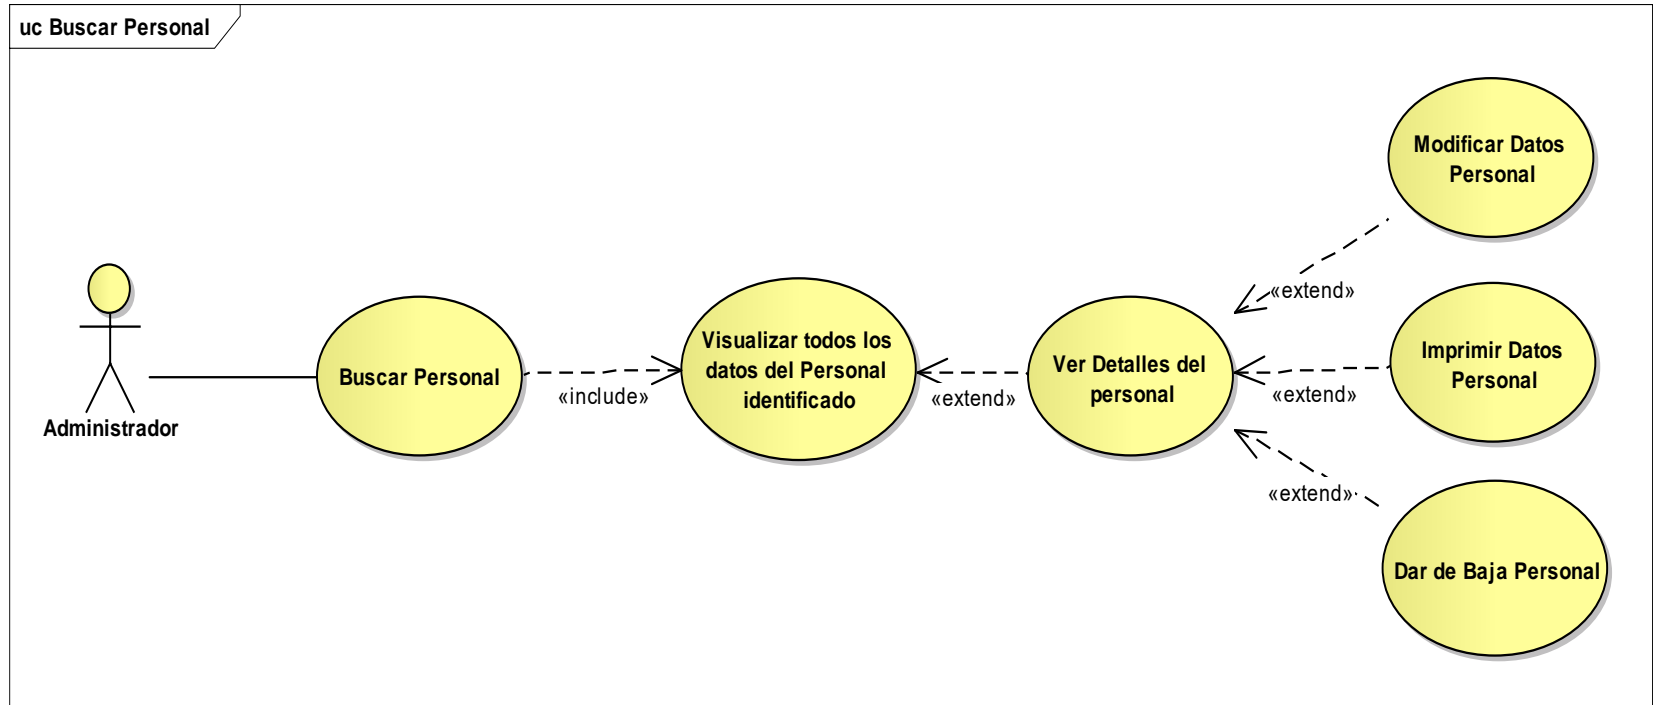 uc Buscar Personal
Administrador
Buscar Personal
«include»
Visualizar todos los
datos del Personal
identificado
«extend»
Ver Detalles del
personal
«extend»
Modificar Datos
Personal
«extend»
Imprimir Datos
Personal
«extend»
Dar de Baja Personal